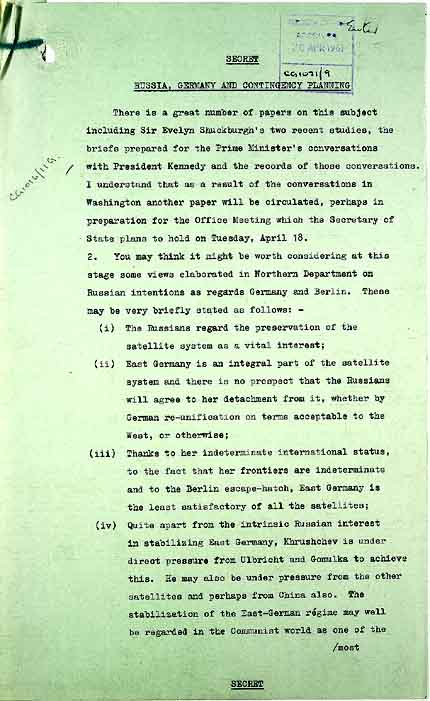 Entered
20 APR 1961
SECRET
CG1071/9
RUSSIA, GERMANY AND CONTINGENCY PLANNING
There is a great number of papers on this subject
including Sir Evelyn Shuckburgh's two recent studies, the
briefs prepared for the Prime Minister's conversations
with President Kennedy and the records of those conversations.
I understand that as a result of the conversations in
Washington another paper will be circulated, perhaps in
preparation for the Office Meeting which the Secretary of
State plans to hold on Tuesday, April 18.
2. You may think it might be worth considering at this
stage some views elaborated in Northern Department on
Russian intentions as regards Germany and Berlin. These
may be very briefly stated as follows: -
(i) The Russians regard the preservation of the
satellite system as a vital interest;
(ii) East Germany is an integral part of the satellite
system and there is no prospect that the Russians
will agree to her detachment from it, whether by
German re-unification on terms acceptable to the
West, or otherwise;
(iii) Thanks to her indeterminate international status,
to the fact that her frontiers are indeterminate
and to the Berlin escape-hatch, East Germany is
the least satisfactory of all the satellites;
(iv) Quite apart from the intrinsic Russian interest
in stabilizing East Germany, Khrushchev is under
direct pressure from Ulbricht and Gomulka to achieve
this. He may also be under pressure from the other
satellites and perhaps from China also. The
stabilization of the East-German régime may well
be regarded in the Communist world as one of the
/most
SECRET